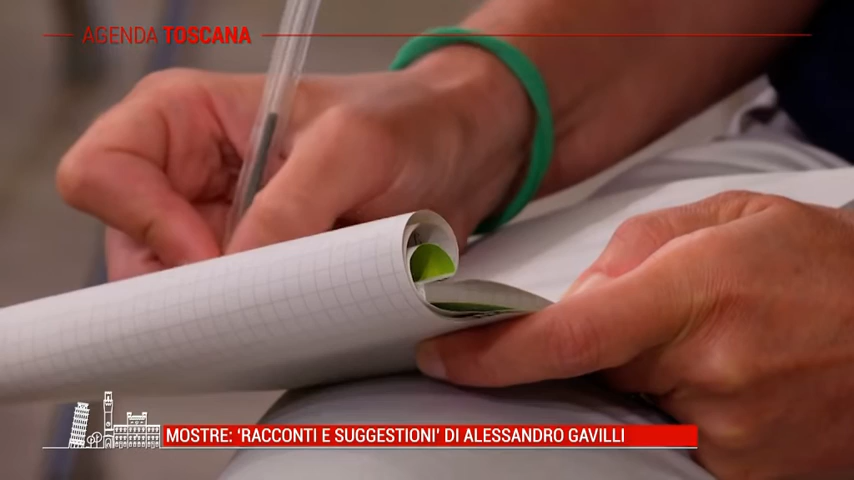 AGENDA TOSCANA
MOSTRE: ‘RACCONTI E SUGGESTIONI’ DI ALESSANDRO GAVILLI